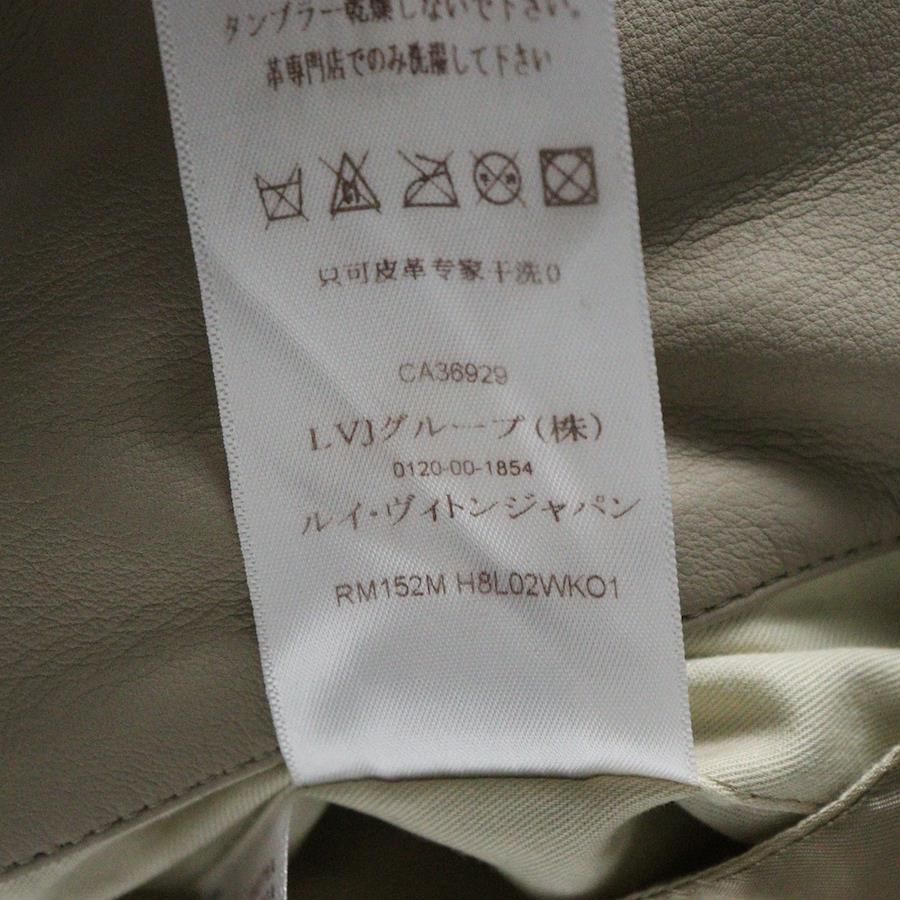 タンブラー乾燥しないで下さい。
革専門店でのみ洗濯して下さい
只可皮革专家干洗0
CA36929
LVJグループ(株)
0120-00-1854
ルイ・ヴィトンジャパン
RM152M H8L02WKO1